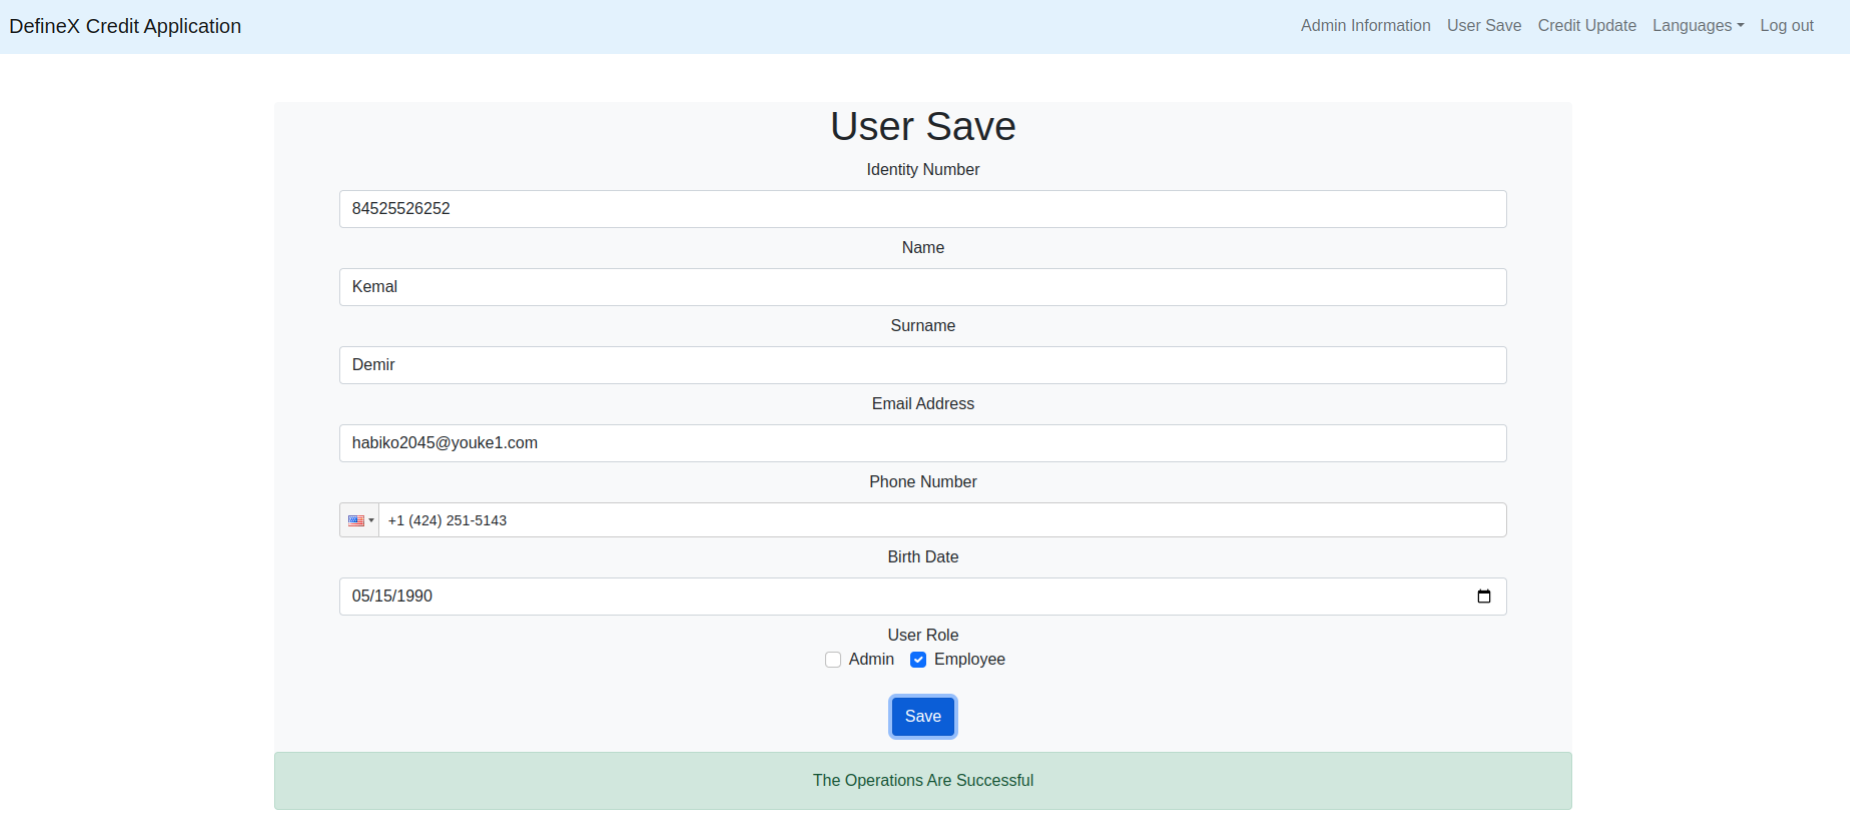 DefineX Credit Application
Admin Information User Save Credit Update Languages Log out
User Save
Identity Number
84525526252
Name
Kemal
Surname
Demir
Email Address
habiko2045@youke1.com
Phone Number
+1 (424) 251-5143
Birth Date
05/15/1990
User Role
Admin Employee
Save
The Operations Are Successful